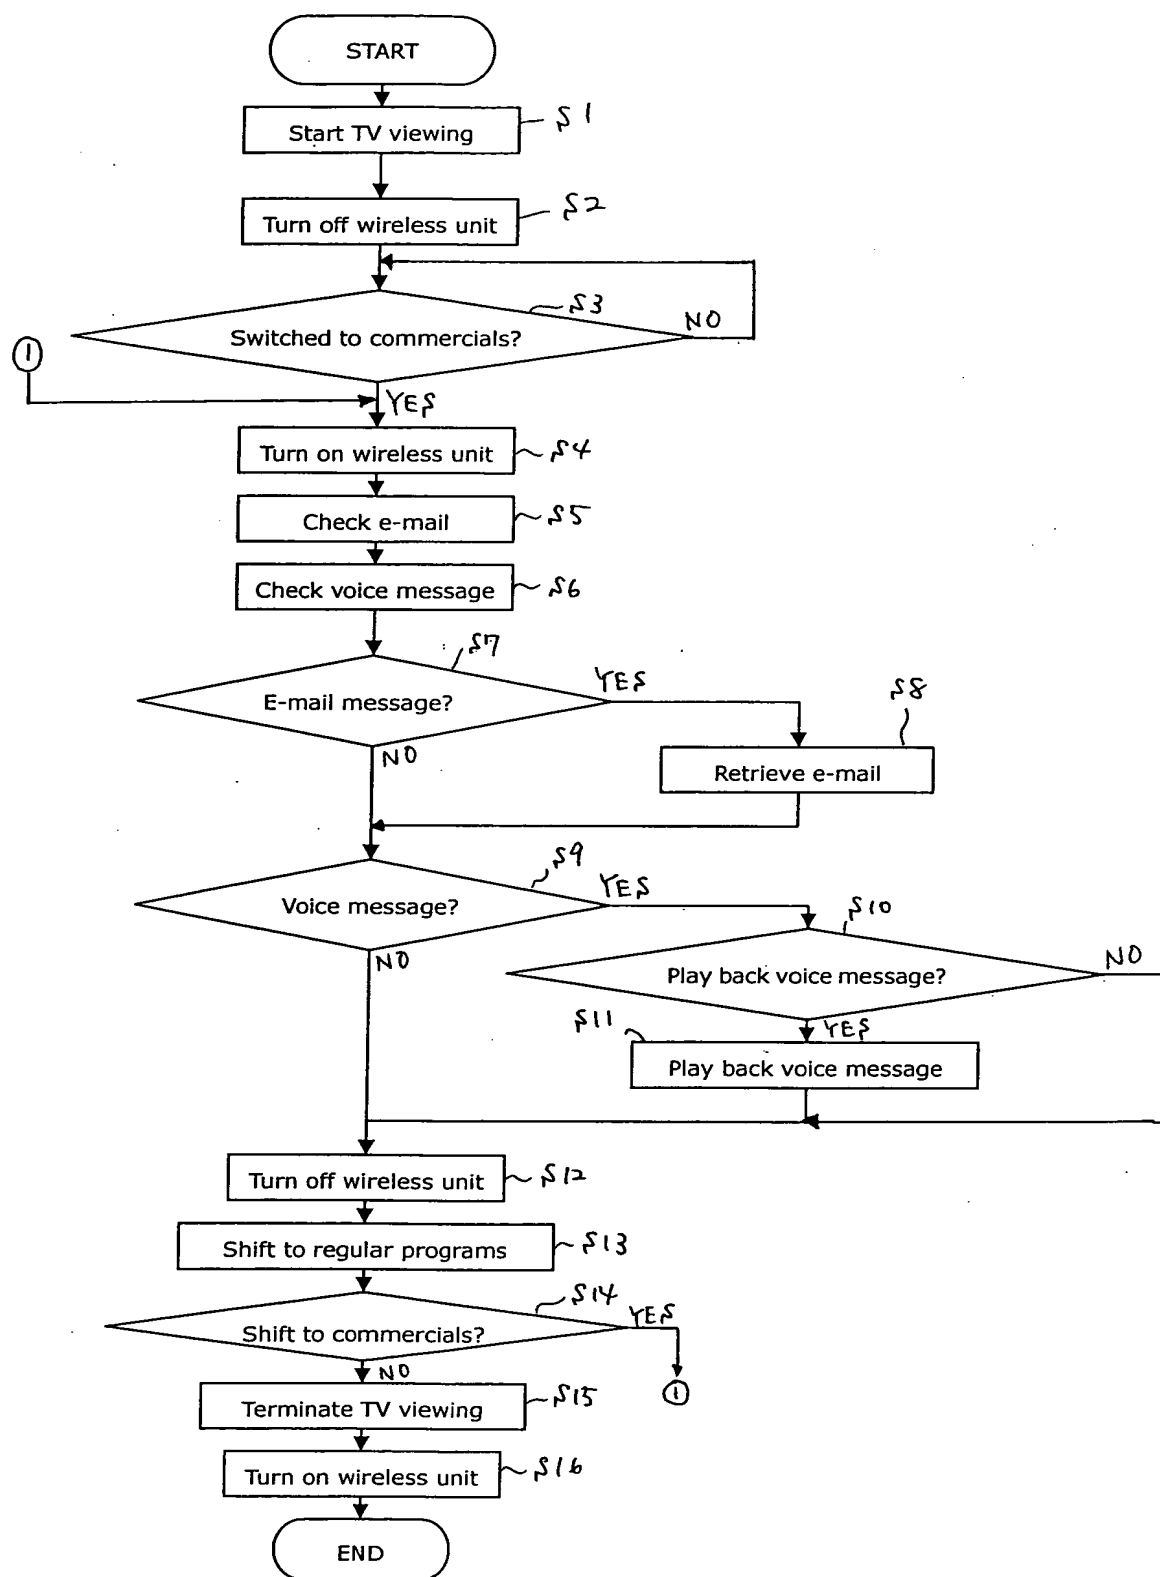 START
Start TV viewing
S1
Turn off wireless unit
S2
S3
Switched to commercials?
NO
1
YES
Turn on wireless unit
S4
Check e-mail
S5
Check voice message
S6
S7
E-mail message?
YES
NO
S8
Retrieve e-mail
S9
Voice message?
YES
NO
S10
Play back voice message?
NO
S11
YES
Play back voice message
Turn off wireless unit
S12
Shift to regular programs
S13
S14
Shift to commercials?
YES
NO
1
Terminate TV viewing
S15
Turn on wireless unit
S16
END